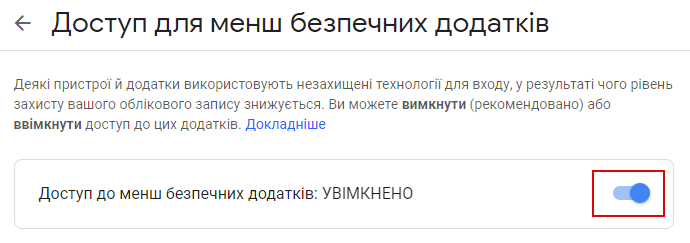 Доступ для менш безпечних додатків
Деякі пристрої й додатки використовують незахищені технології для входу, у результаті чого рівень
захисту вашого облікового запису знижується. Ви можете вимкнути (рекомендовано) або
ввімкнути доступ до цих додатків. Докладніше
Доступ до менш безпечних додатків: УВІМКНЕНО